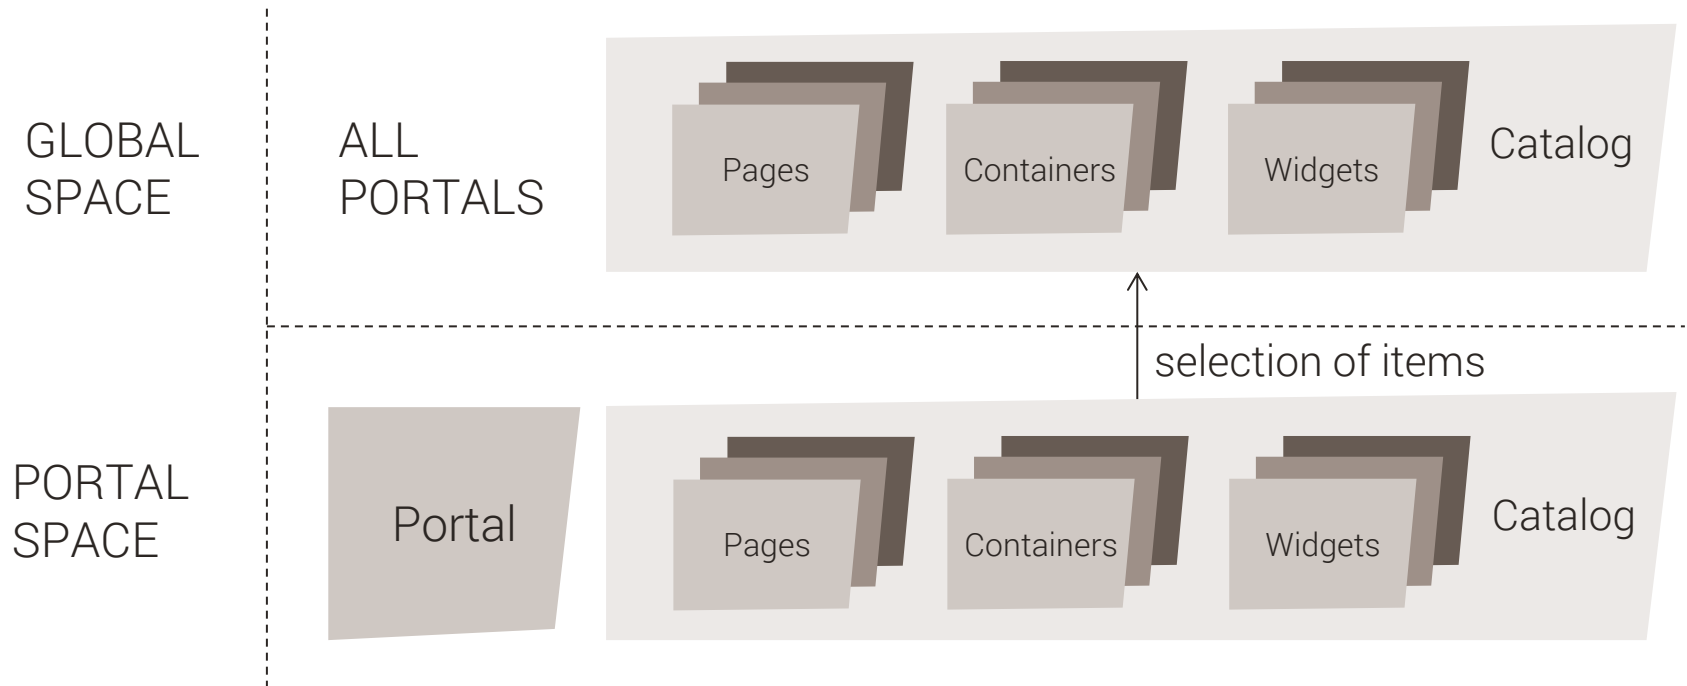 GLOBAL
SPACE
ALL
PORTALS
Pages
Containers
Widgets
Catalog
selection of items
PORTAL
SPACE
Portal
Pages
Containers
Widgets
Catalog